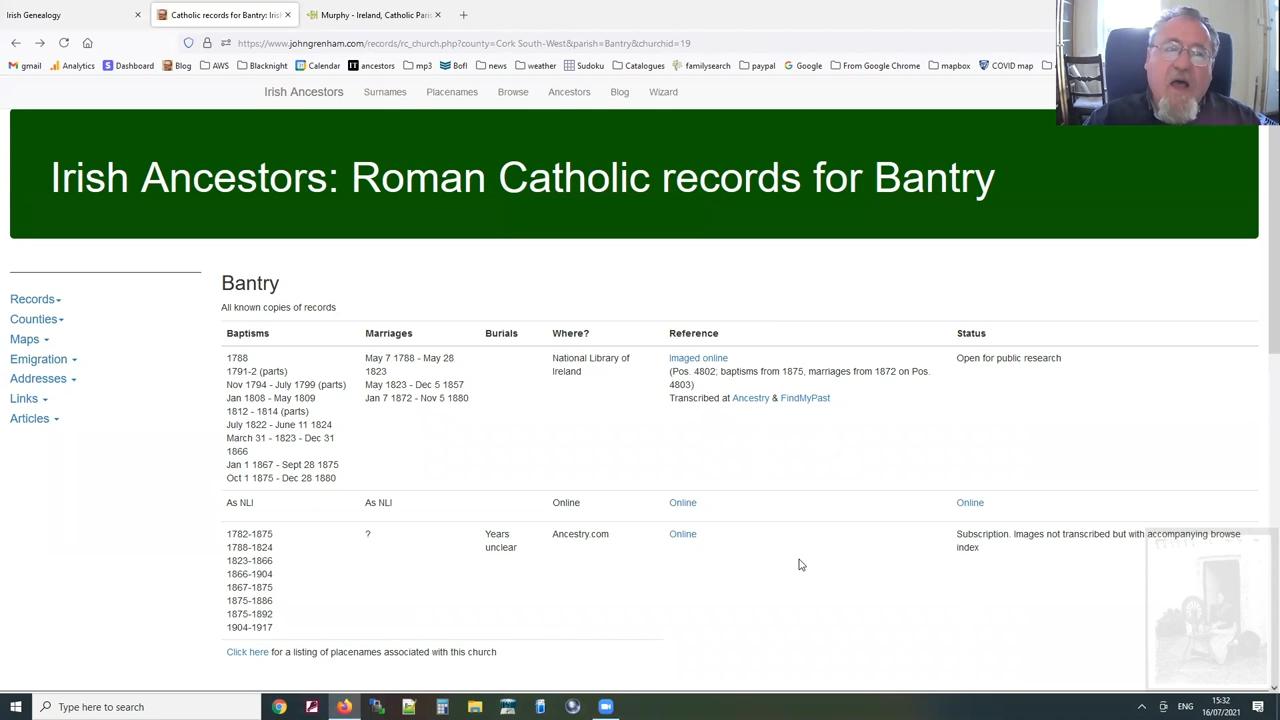 Irish Genealogy
Catholic records for Bantry: Iris
Murphy - Ireland, Catholic Paris
https://www.johngrenham.com/records/rc_church.php?county=Cork South-West&parish=Bantry&churchid=19
gmail Analytics Dashboard Blog AWS Blacknight Calendar ancestors mp3 BofI news weather Sudoku Catalogues familysearch paypal Google From Google Chrome mapbox COVID map
Irish Ancestors Surnames Placenames Browse Ancestors Blog Wizard
Irish Ancestors: Roman Catholic records for Bantry
Records
Counties
Maps
Emigration
Addresses
Links
Articles
Bantry
All known copies of records
Baptisms Marriages Burials Where? Reference Status
1788 May 7 1788 - May 28 National Library of Imaged online Open for public research
1791-2 (parts) 1823 Ireland (Pos. 4802; baptisms from 1875, marriages from 1872 on Pos.
Nov 1794 - July 1799 (parts) May 1823 - Dec 5 1857 4803)
Jan 1808 - May 1809 Jan 7 1872 - Nov 5 1880 Transcribed at Ancestry & FindMyPast
1812 - 1814 (parts)
July 1822 - June 11 1824
March 31 - 1823 - Dec 31
1866
Jan 1 1867 - Sept 28 1875
Oct 1 1875 - Dec 28 1880
As NLI As NLI Online Online Online
1782-1875 ? Years Ancestry.com Online Subscription. Images not transcribed but with accompanying browse
1788-1824 unclear index
1823-1866
1866-1904
1867-1875
1875-1886
1875-1892
1904-1917
Click here for a listing of placenames associated with this church
Type here to search
ENG
15:32
16/07/2021